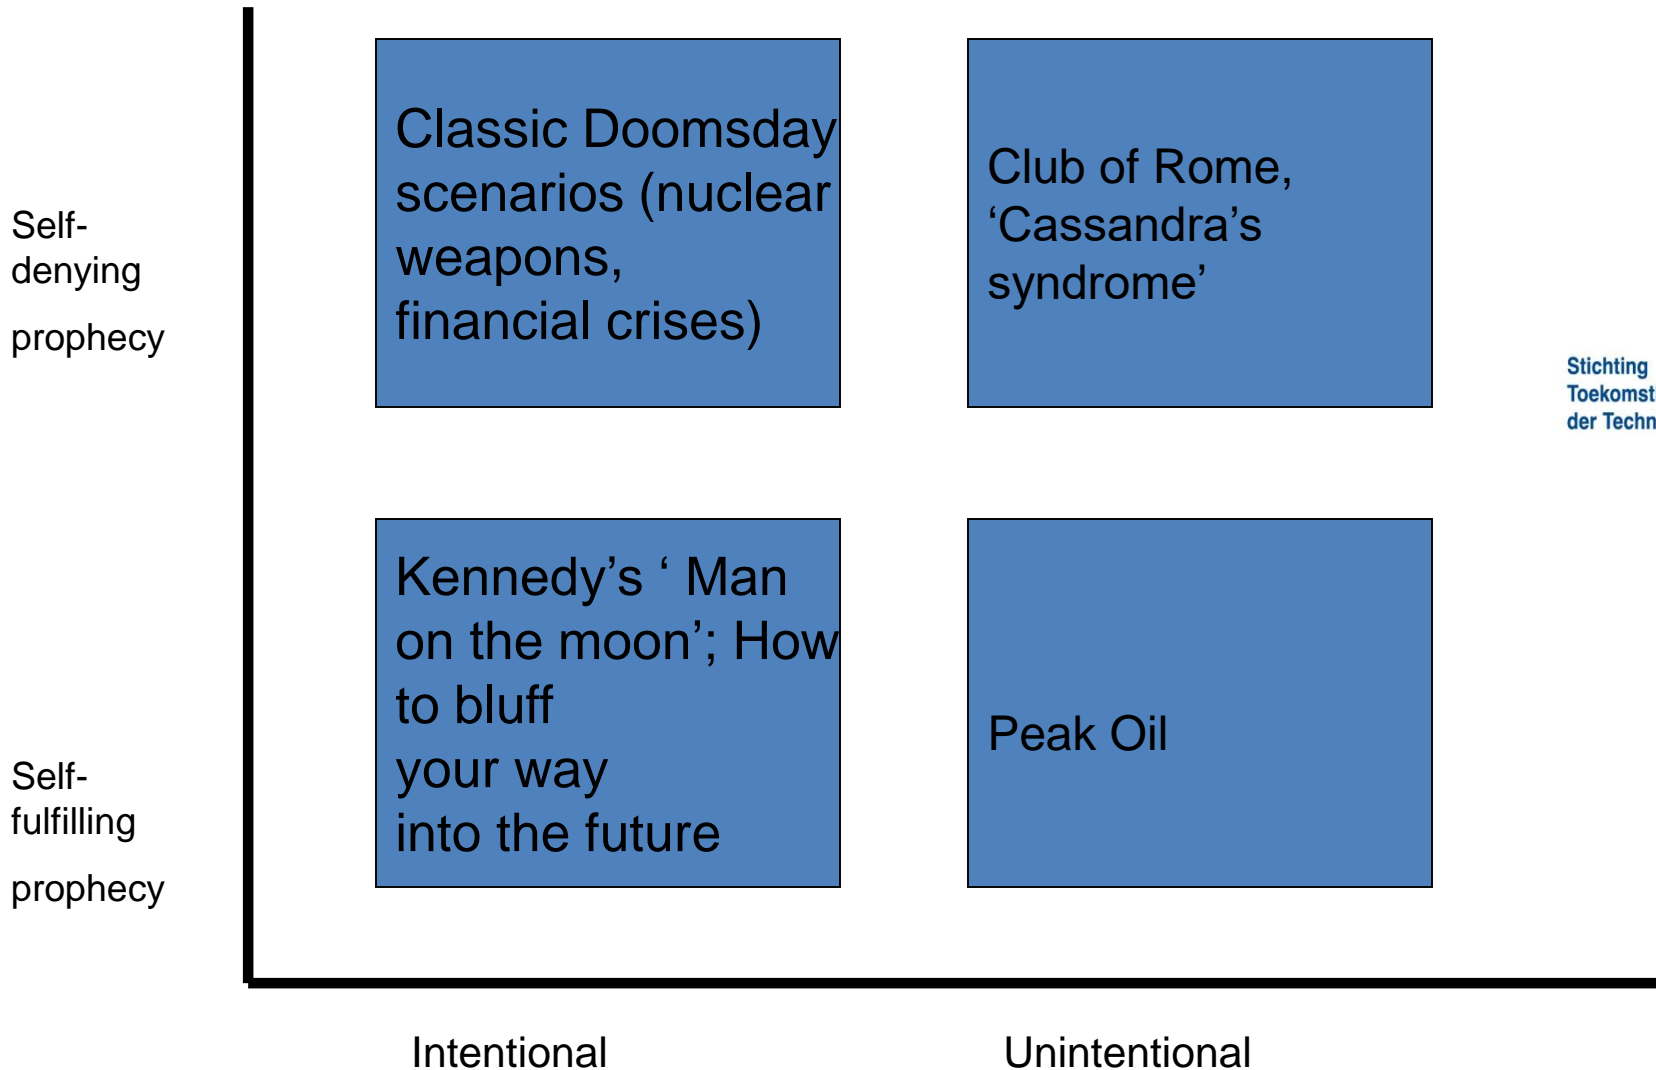 Self-
denying
prophecy
Classic Doomsday
scenarios (nuclear
weapons,
financial crises)
Club of Rome,
‘Cassandra’s
syndrome’
Stichting
der
Self-
fulfilling
prophecy
Kennedy’s ‘ Man
on the moon’; How
to bluff
your way
into the future
Peak Oil
Intentional
Unintentional